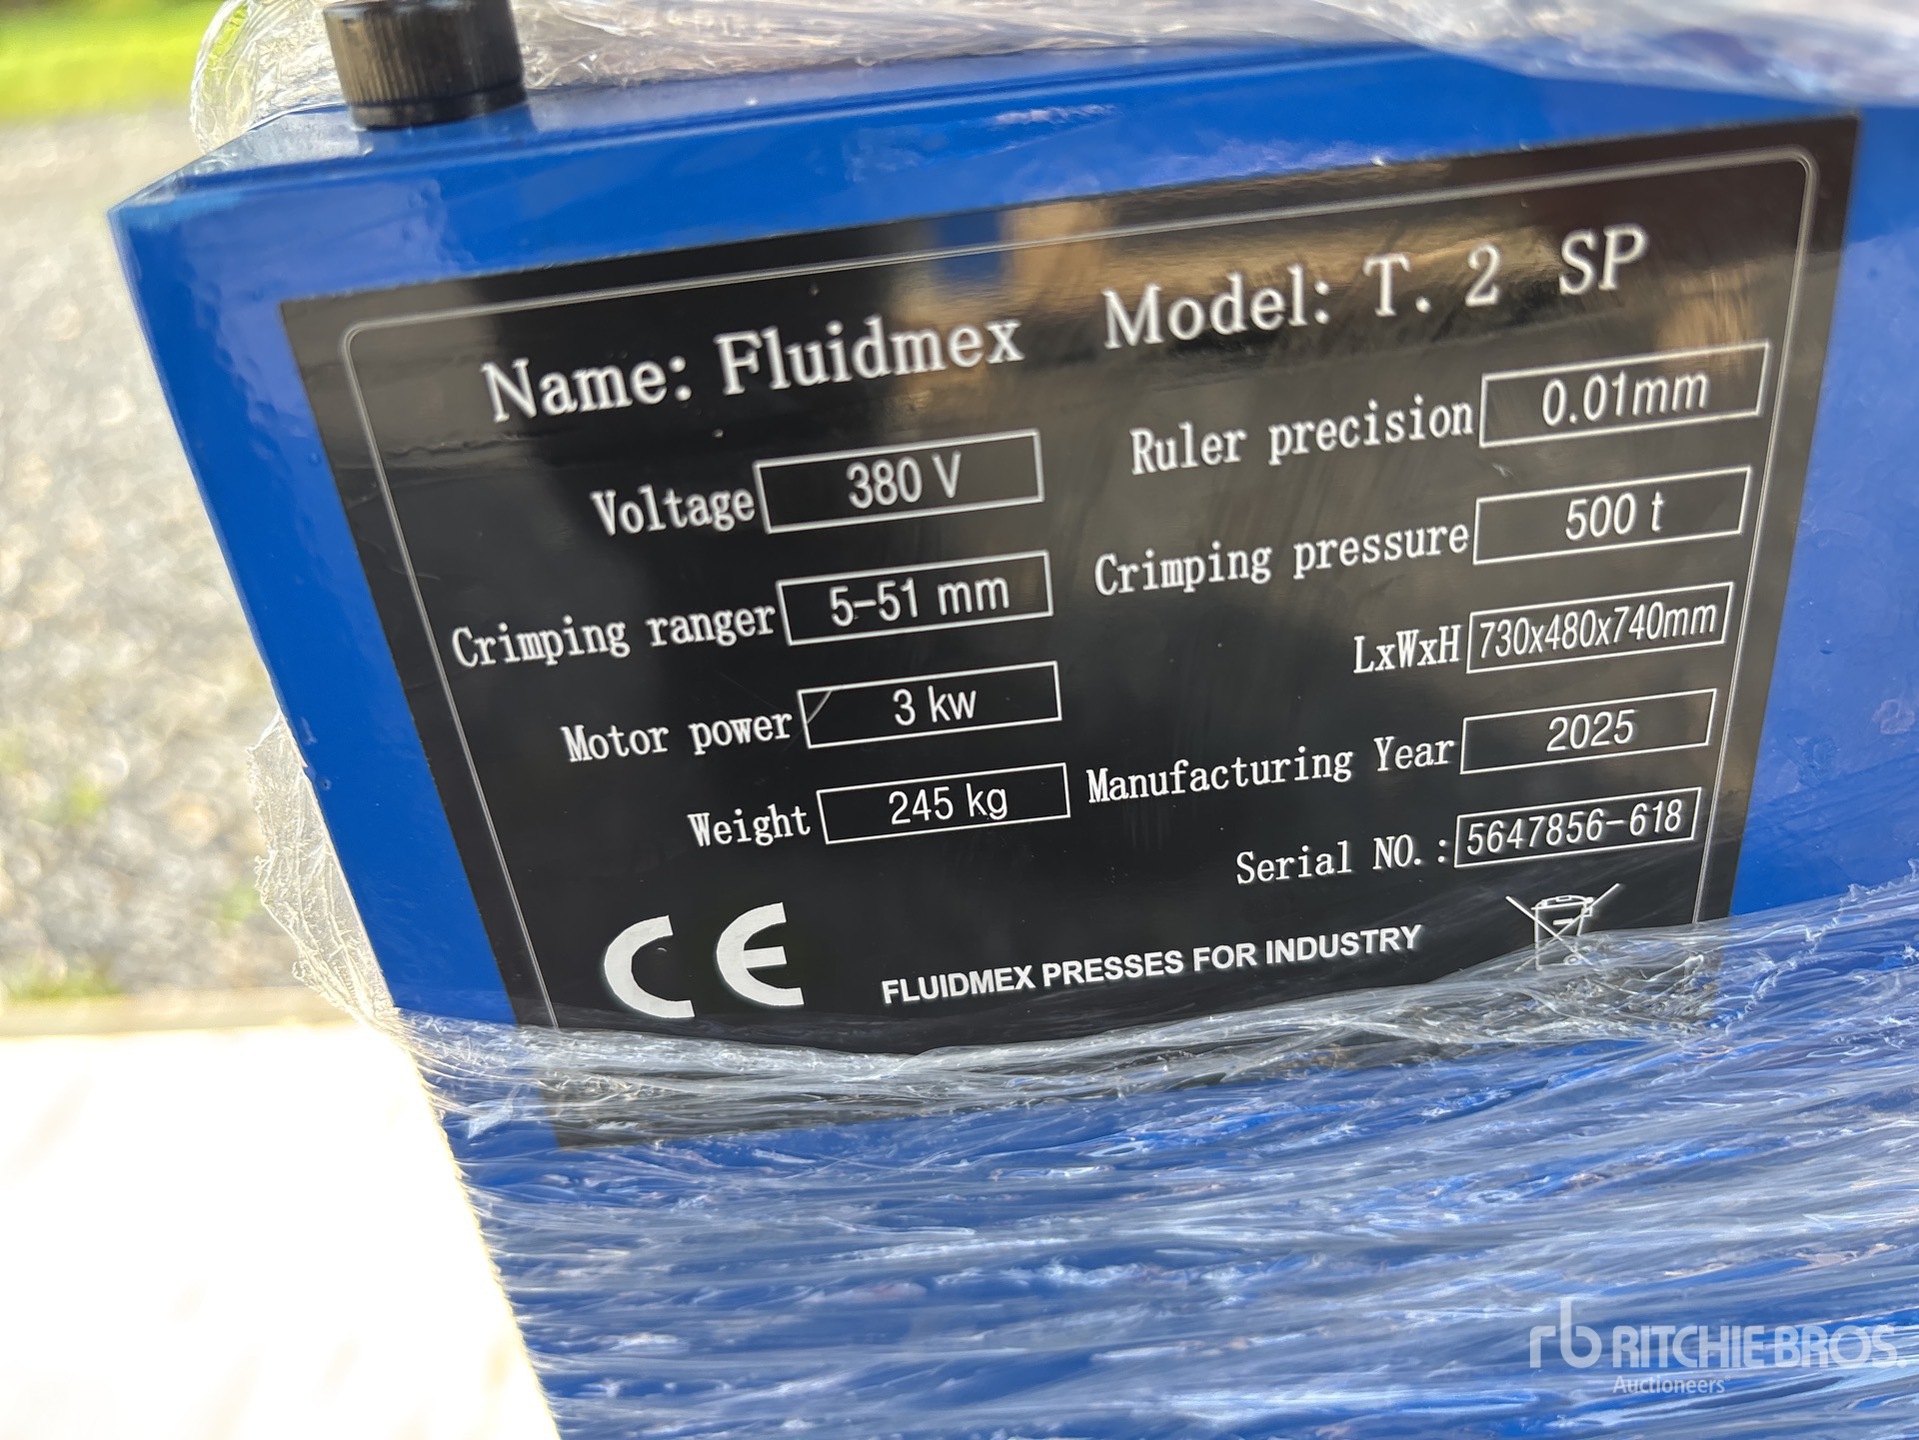 Name: Fluidmex Model: T. 2 SP
Voltage 380 V
Ruler precision 0.01mm
Crimping ranger 5-51 mm
Crimping pressure 500 t
Motor power 3 kw
LxWxH 730x480x740mm
Weight 245 kg
Manufacturing Year 2025
Serial NO.: 5647856-618
CE
FLUIDMEX PRESSES FOR INDUSTRY
rb RITCHIE BROS.
Auctioneers